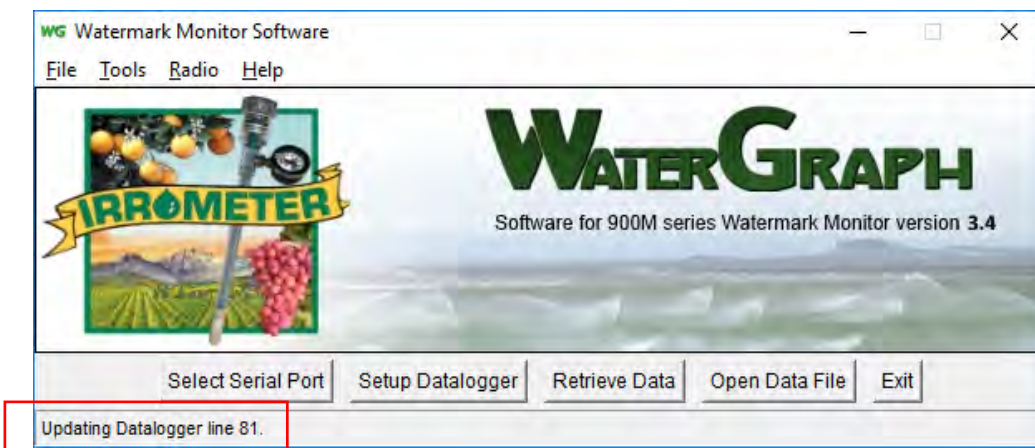 WG Watermark Monitor Software
File Tools Radio Help
IRROMETER
WATERGRAPH
Software for 900M series Watermark Monitor version 3.4
Select Serial Port Setup Datalogger Retrieve Data Open Data File Exit
Updating Datalogger line 81.